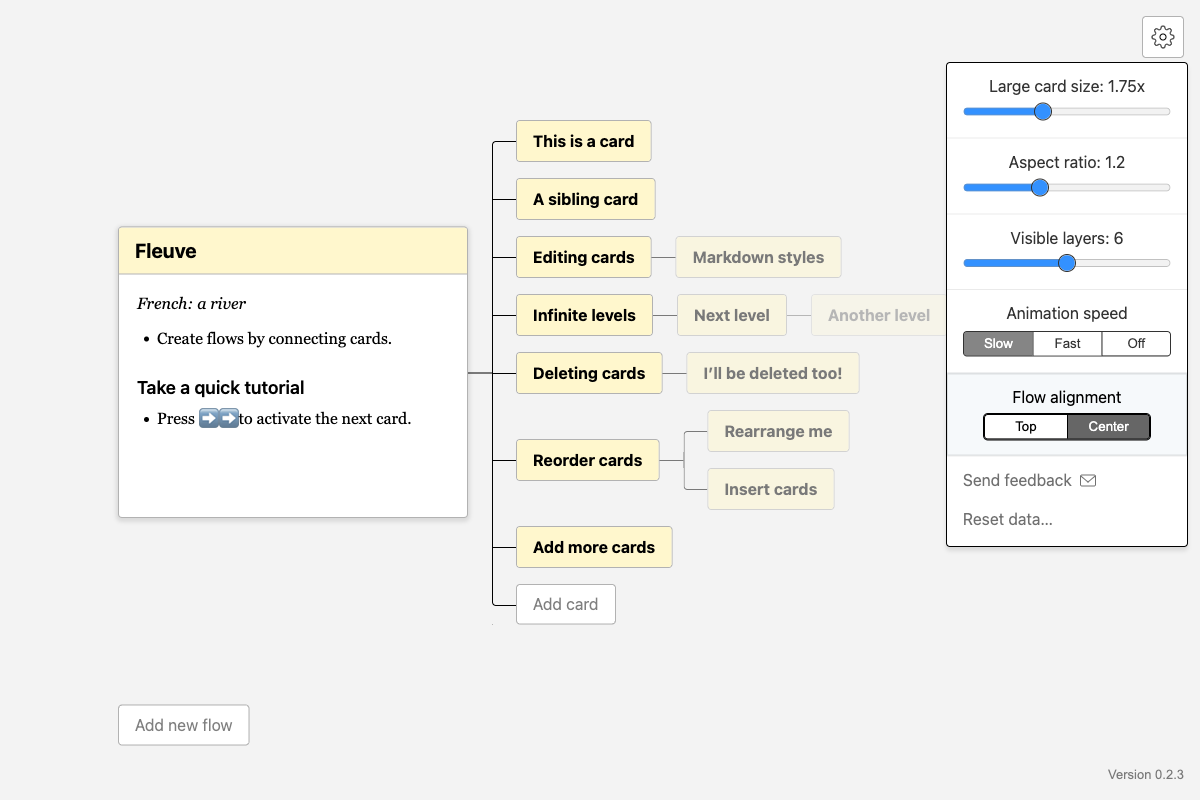 Fleuve
French: a river
• Create flows by connecting cards.
Take a quick tutorial
• Press ➡️➡️to activate the next card.
This is a card
A sibling card
Editing cards
Markdown styles
Infinite levels
Next level
Another level
Deleting cards
I’ll be deleted too!
Reorder cards
Rearrange me
Insert cards
Add more cards
Add card
Add new flow
Large card size: 1.75x
Aspect ratio: 1.2
Visible layers: 6
Animation speed
Slow Fast Off
Flow alignment
Top Center
Send feedback
Reset data...
Version 0.2.3